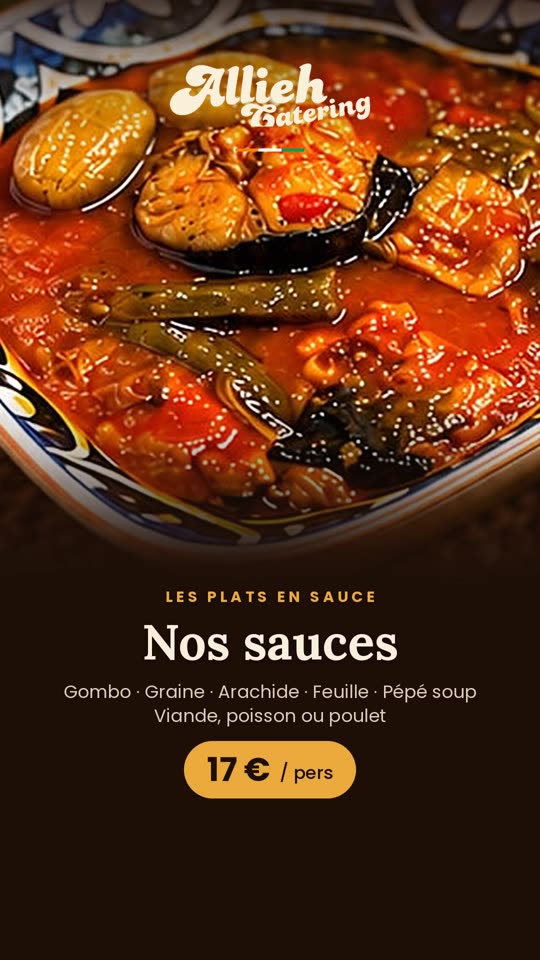 Allieh
Catering
LES PLATS EN SAUCE
Nos sauces
Gombo · Graine · Arachide · Feuille · Pépé soup
Viande, poisson ou poulet
17 € / pers